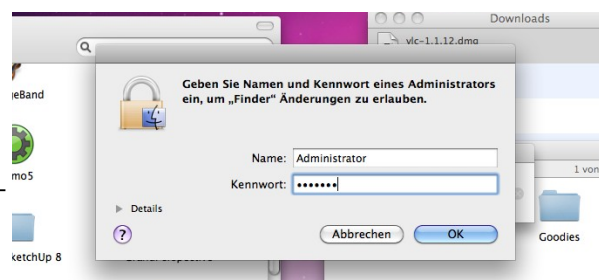 Downloads
vlc-1.1.12.dmg
Geben Sie Namen und Kennwort eines Administrators
ein, um „Finder“ Änderungen zu erlauben.
geBand
Name: Administrator
Kennwort: •••••••
mo5
1 von
Details
?
Abbrechen
OK
Goodies
ketchUp 8